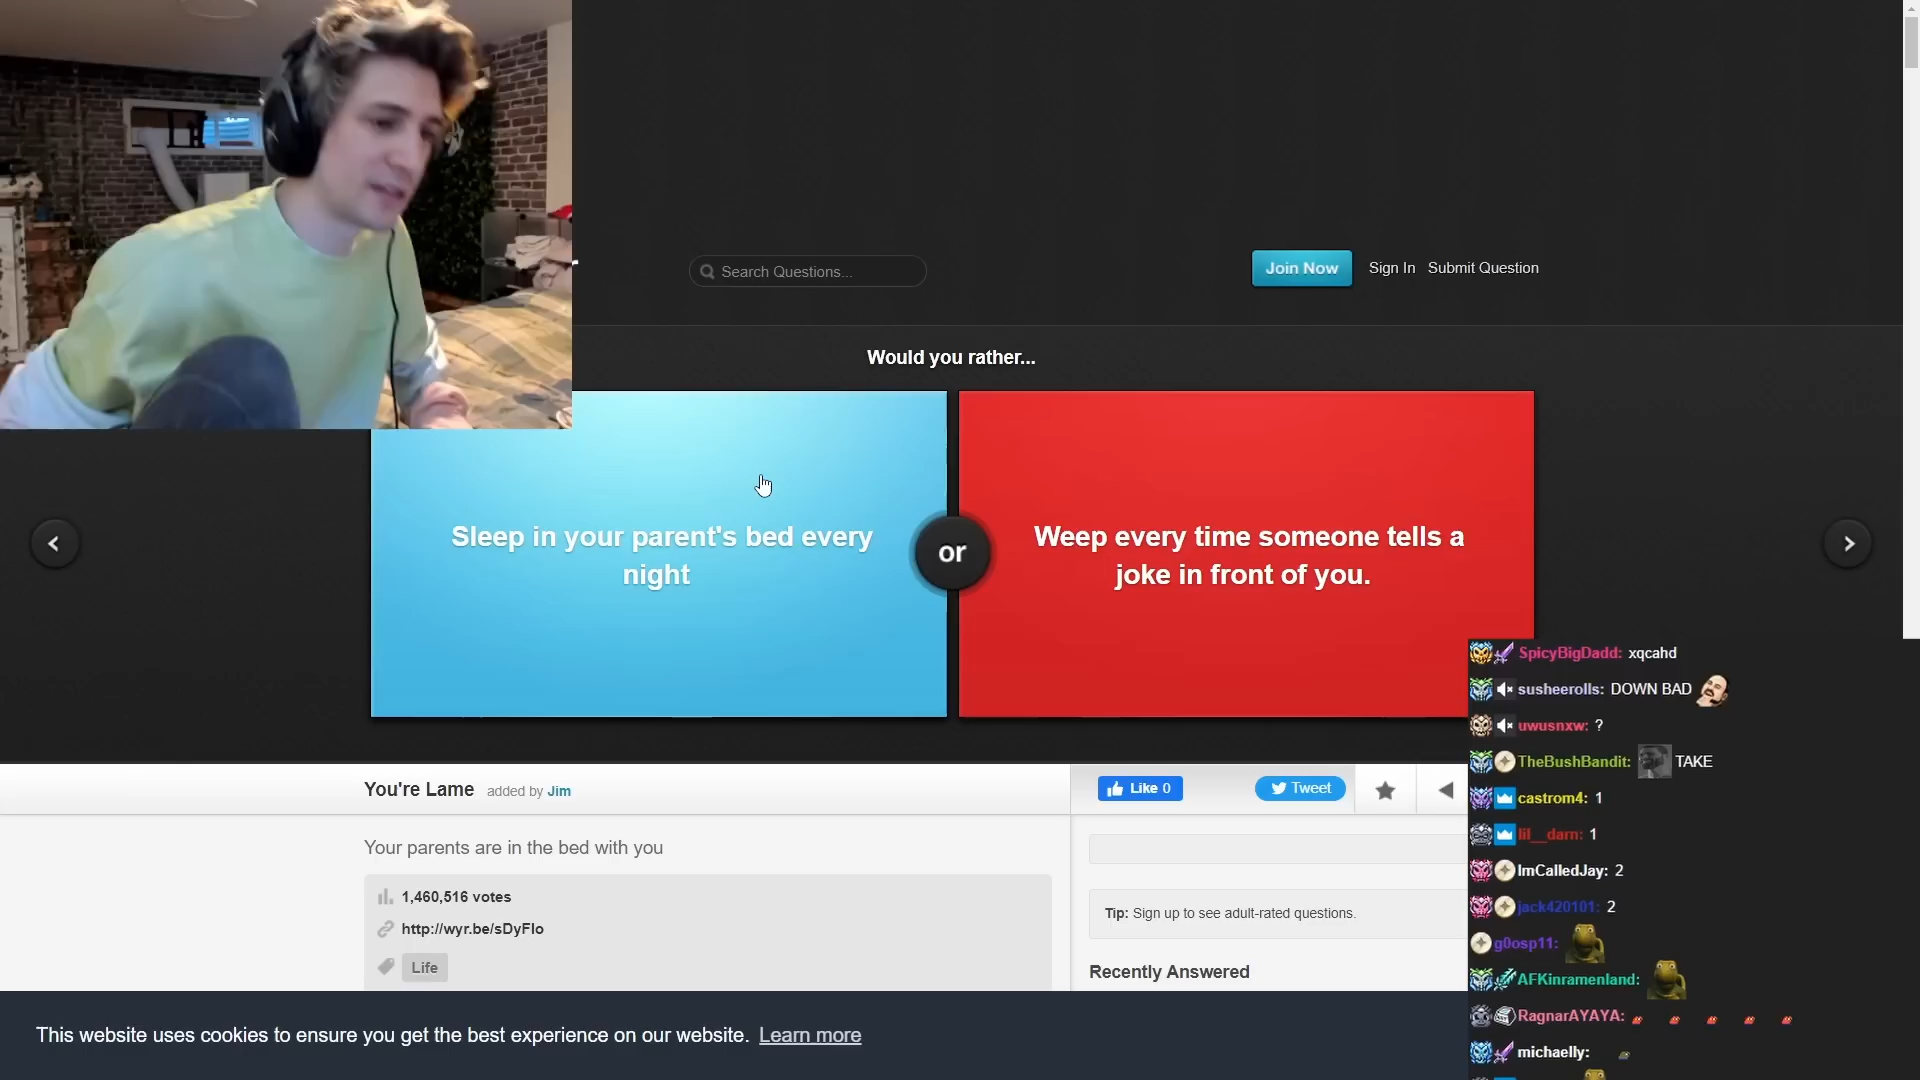 Search Questions...
Join Now
Sign In
Submit Question
Would you rather...
Sleep in your parent's bed every
night
or
Weep every time someone tells a
joke in front of you.
You're Lame added by Jim
Like 0
Tweet
Your parents are in the bed with you
1,460,516 votes
http://wyr.be/sDyFIo
Life
Tip: Sign up to see adult-rated questions.
Recently Answered
This website uses cookies to ensure you get the best experience on our website. Learn more
SpicyBigDadd: xqcahd
susheerolls: DOWN BAD
uwusnxw: ?
TheBushBandit: TAKE
castrom4: 1
lil__darn: 1
ImCalledJay: 2
jack420101: 2
g0osp11:
AFKinramenland:
RagnarAYAYA:
michaelly: